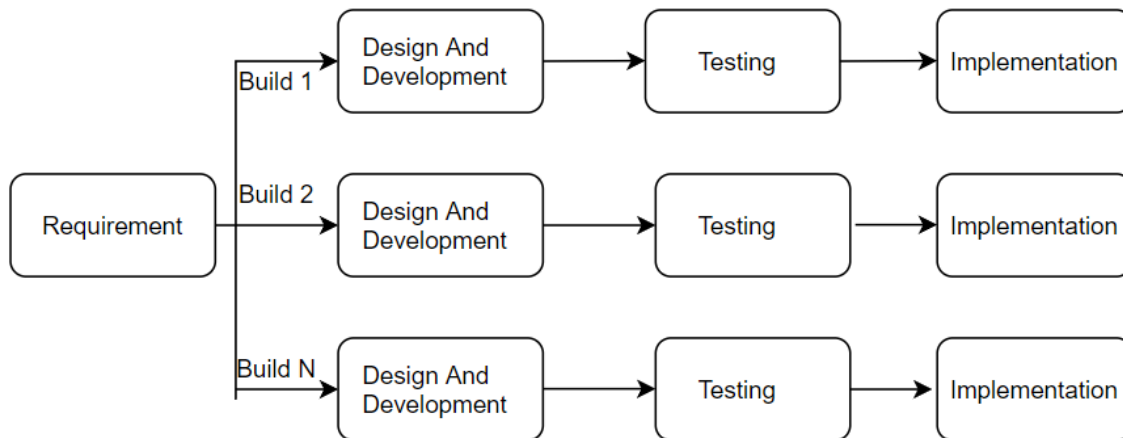 Design And
Development
Testing
Implementation
Build 1
Build 2
Requirement
Design And
Development
Testing
Implementation
Build N
Design And
Development
Testing
Implementation